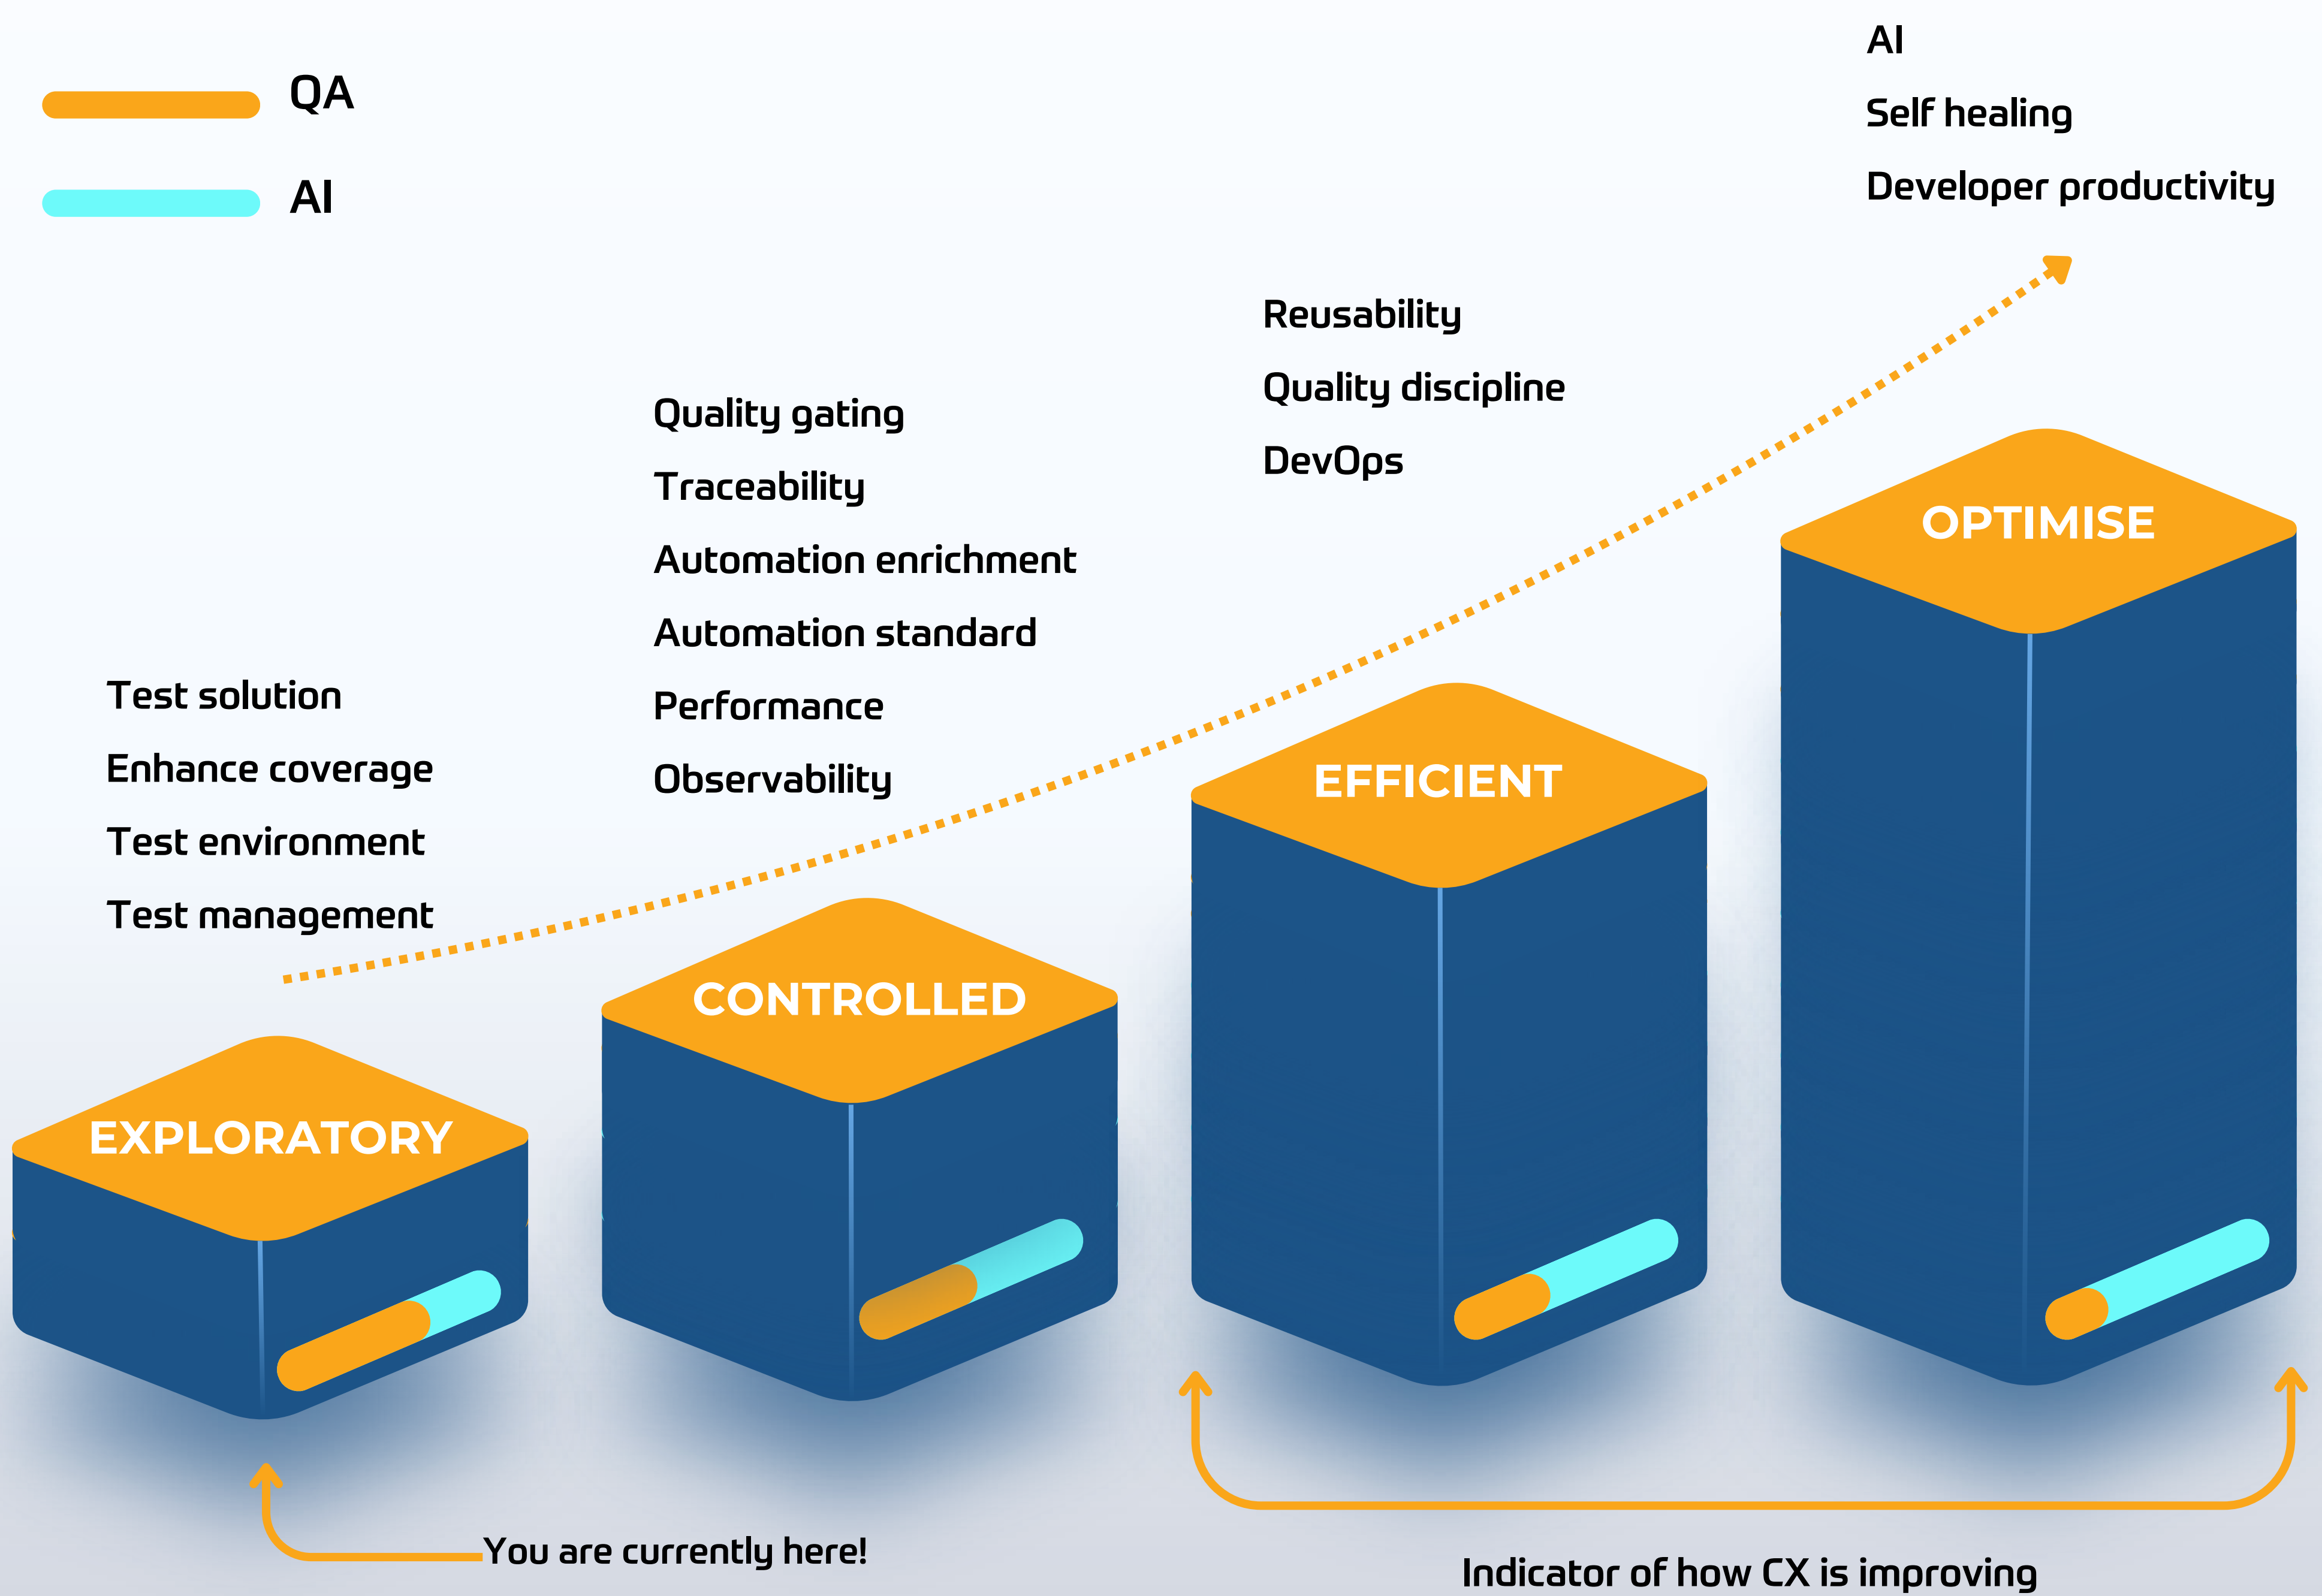 QA
AI
AI
Self healing
Developer productivity
Reusability
Quality discipline
DevOps
Quality gating
Traceability
Automation enrichment
Automation standard
Performance
Observability
Test solution
Enhance coverage
Test environment
Test management
OPTIMISE
EFFICIENT
CONTROLLED
EXPLORATORY
You are currently here!
Indicator of how CX is improving